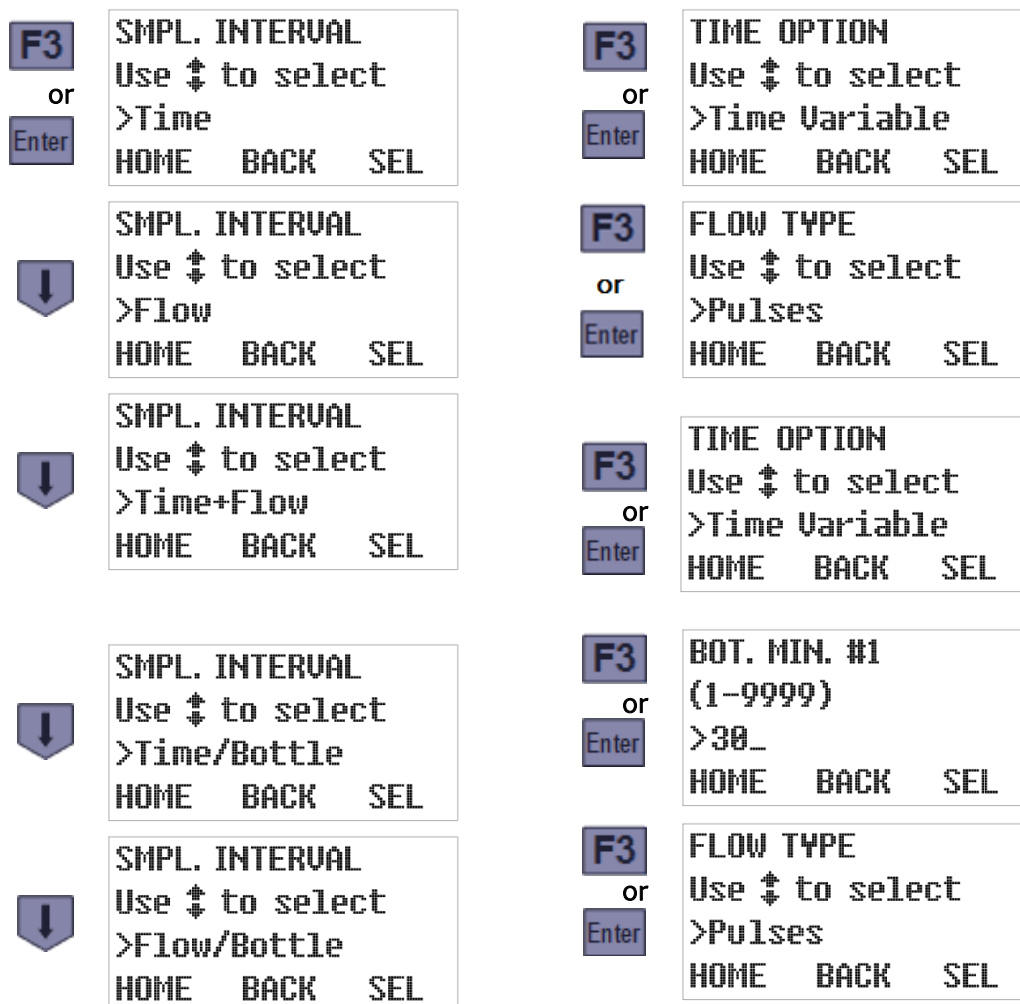 F3
or
Enter
SMPL. INTERVAL
Use ↕ to select
>Time
HOME BACK SEL
F3
or
Enter
TIME OPTION
Use ↕ to select
>Time Variable
HOME BACK SEL
SMPL. INTERVAL
Use ↕ to select
>Flow
HOME BACK SEL
F3
or
Enter
FLOW TYPE
Use ↕ to select
>Pulses
HOME BACK SEL
SMPL. INTERVAL
Use ↕ to select
>Time+Flow
HOME BACK SEL
F3
or
Enter
TIME OPTION
Use ↕ to select
>Time Variable
HOME BACK SEL
SMPL. INTERVAL
Use ↕ to select
>Time/Bottle
HOME BACK SEL
F3
or
Enter
BOT. MIN. #1
(1-9999)
>30_
HOME BACK SEL
SMPL. INTERVAL
Use ↕ to select
>Flow/Bottle
HOME BACK SEL
F3
or
Enter
FLOW TYPE
Use ↕ to select
>Pulses
HOME BACK SEL